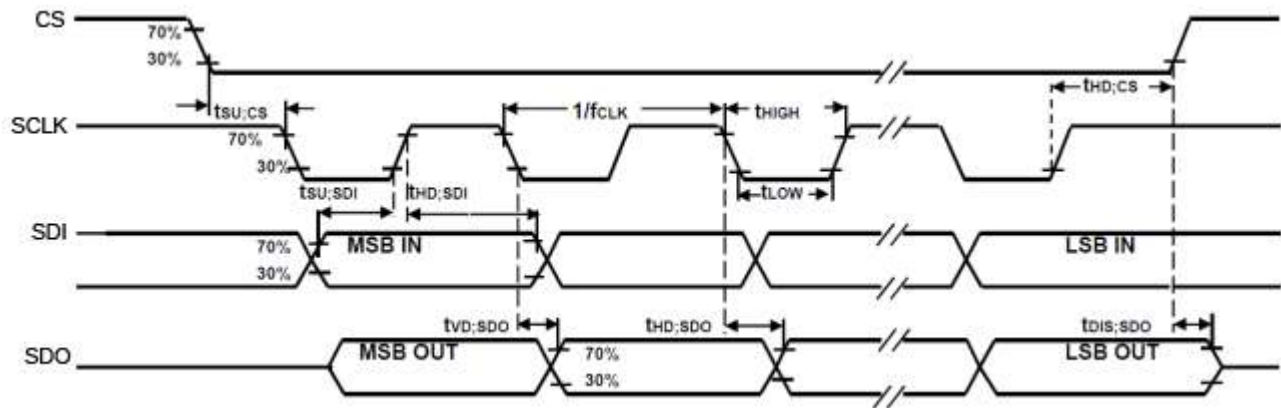 CS
70%
30%
tSU;CS
1/fCLK
tHIGH
tHD;CS
SCLK
70%
30%
tSU;SDI
tHD;SDI
tLOW
SDI
70%
30%
MSB IN
LSB IN
tVD;SDO
tHD;SDO
tDIS;SDO
SDO
MSB OUT
70%
30%
LSB OUT